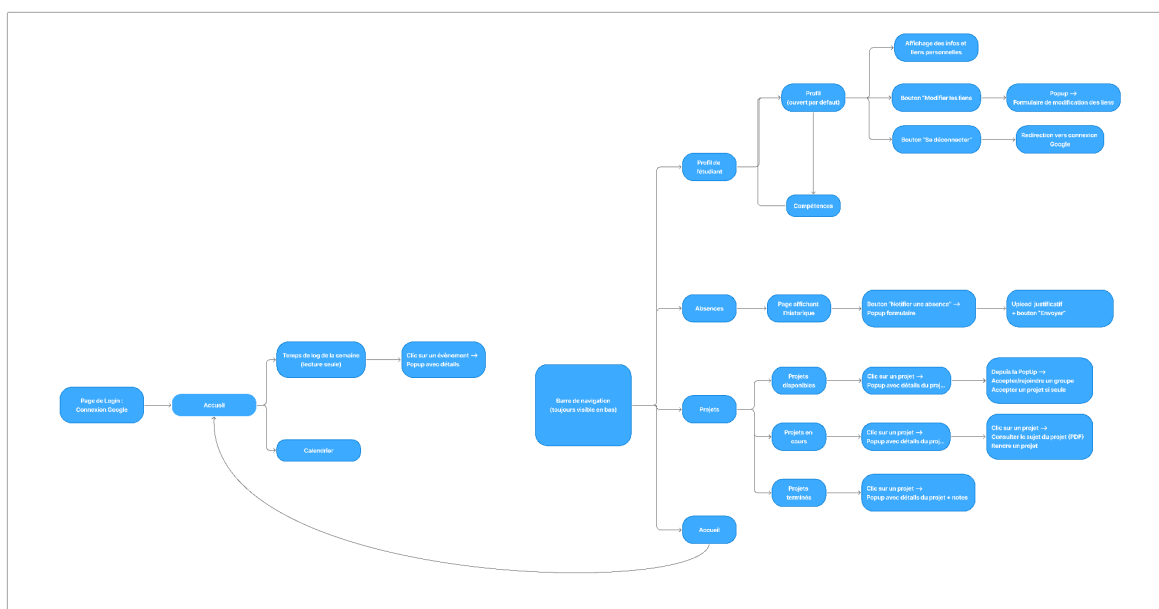 Affichage des infos et
liens personnelles
Profil
(ouvert par défaut)
Bouton "Modifier les liens
Popup →
Formulaire de modification des liens
Bouton "Se déconnecter"
Redirection vers connexion
Google
Profil de
l'étudiant
Compétences
Absences
Page affichant
l'historique
Bouton "Notifier une absence" →
Popup formulaire
Upload justificatif
+ bouton "Envoyer"
Temps de log de la semaine
(lecture seule)
Clic sur un évènement →
Popup avec détails
Page de Login :
Connexion Google
Accueil
Calendrier
Barre de navigation
(toujours visible en bas)
Projets
Projets
disponibles
Clic sur un projet →
Popup avec détails du proj...
Depuis la PopUp →
Accepter/rejoindre un groupe
Accepter un projet si seule
Projets en
cours
Clic sur un projet →
Popup avec détails du proj...
Clic sur un projet →
Consulter le sujet du projet (PDF)
Rendre un projet
Projets
terminés
Clic sur un projet →
Popup avec détails du projet + notes
Accueil